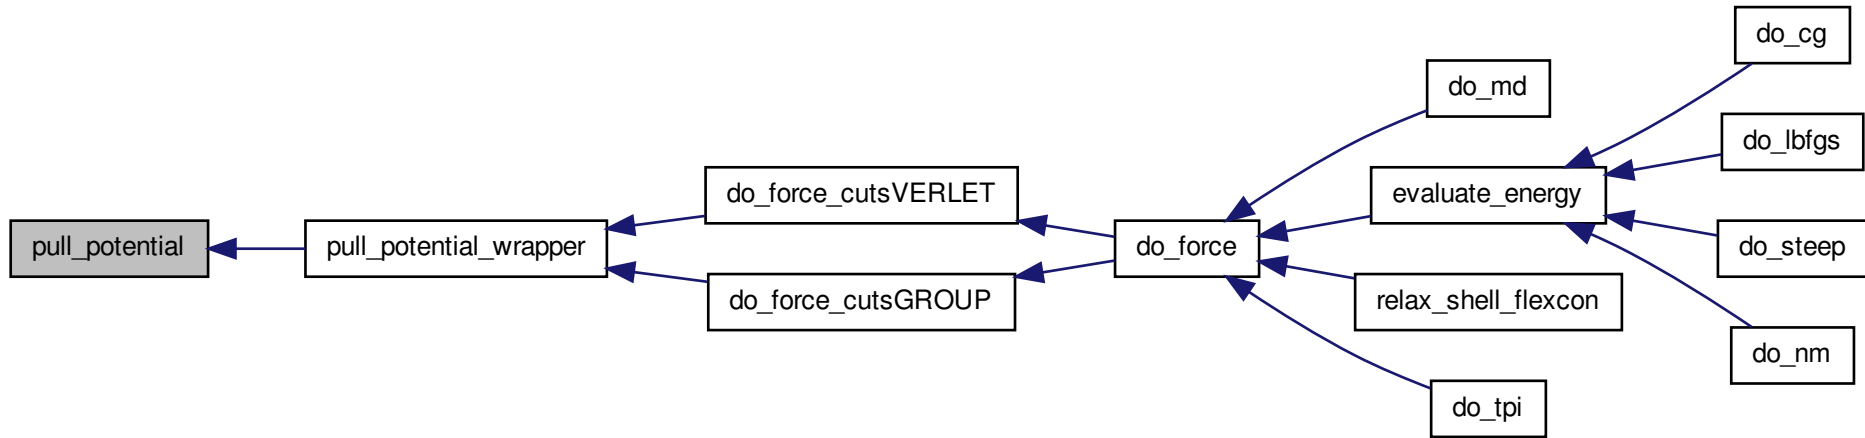 pull_potential
pull_potential_wrapper
do_force_cutsVERLET
do_force_cutsGROUP
do_force
do_md
evaluate_energy
relax_shell_flexcon
do_tpi
do_cg
do_lbfgs
do_steep
do_nm